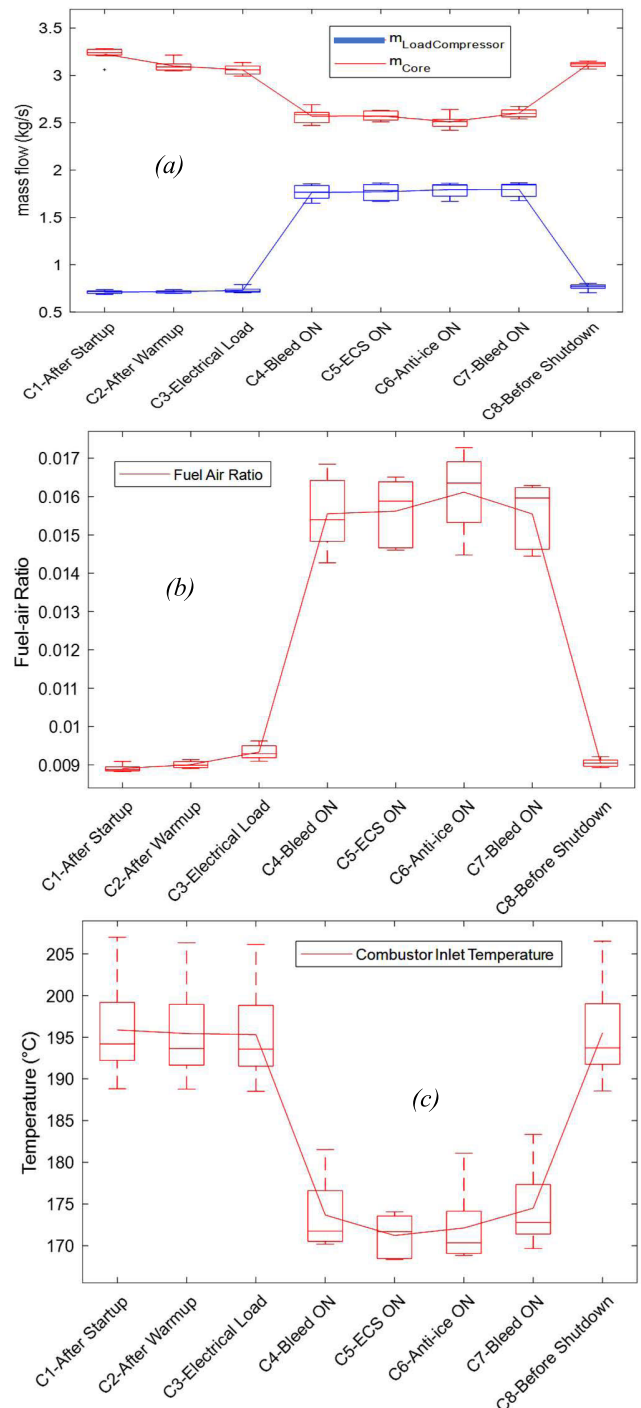 3.5
m_LoadCompressor
m_Core
3
2.5
2
1.5
1
0.5
mass flow (kg/s)
(a)
C1-After Startup
C2-After Warmup
C3-Electrical Load
C4-Bleed ON
C5-ECS ON
C6-Anti-ice ON
C7-Bleed ON
C8-Before Shutdown
0.017
Fuel Air Ratio
0.016
0.015
0.014
0.013
0.012
0.011
0.01
0.009
Fuel-air Ratio
(b)
C1-After Startup
C2-After Warmup
C3-Electrical Load
C4-Bleed ON
C5-ECS ON
C6-Anti-ice ON
C7-Bleed ON
C8-Before Shutdown
205
Combustor Inlet Temperature
200
195
190
185
180
175
170
Temperature (°C)
(c)
C1-After Startup
C2-After Warmup
C3-Electrical Load
C4-Bleed ON
C5-ECS ON
C6-Anti-ice ON
C7-Bleed ON
C8-Before Shutdown